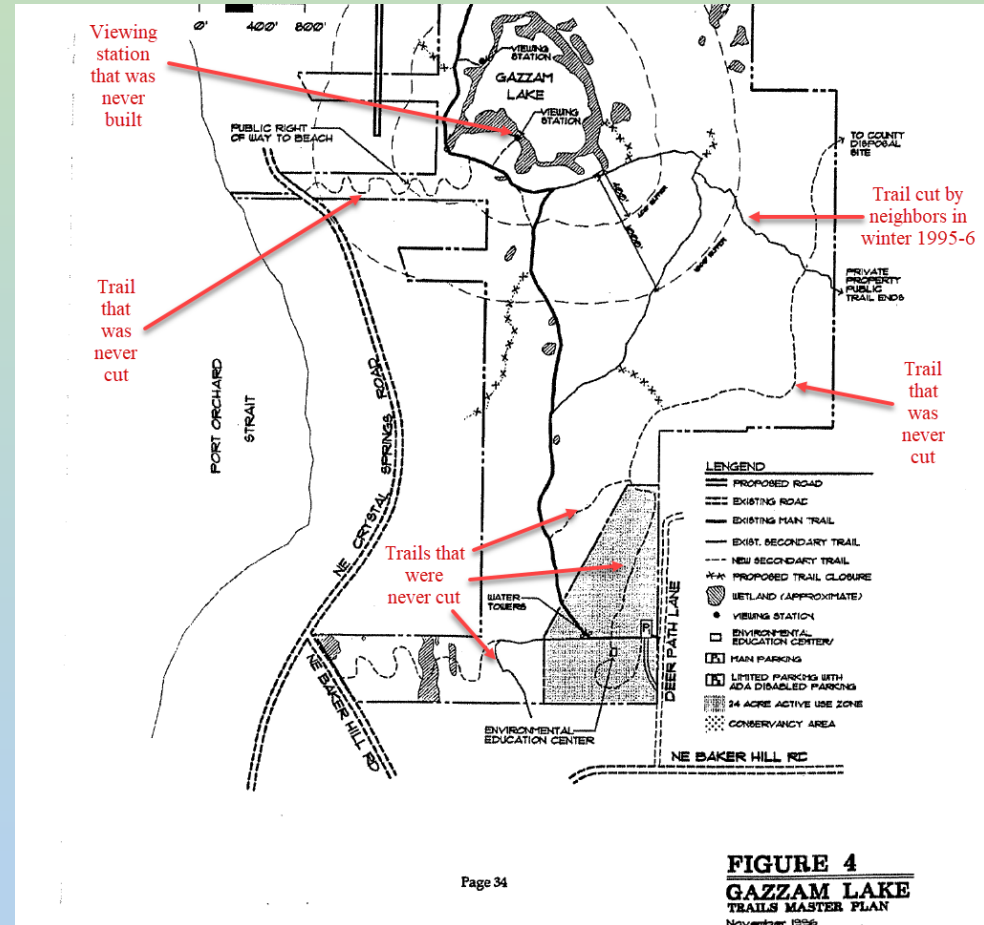 0' 400' 800'
Viewing
station
that was
never
built
VIEWING
STATION
GAZZAM
LAKE
VIEWING
STATION
PUBLIC RIGHT
OF WAY TO BEACH
TO COUNTY
DISPOSAL
SITE
Trail cut by
neighbors in
winter 1995-6
400'
1000'
PRIVATE
PROPERTY
PUBLIC
TRAIL ENDS
Trail
that
was
never
cut
PORT ORCHARD
STRAIT
NE CRYSTAL SPRINGS ROAD
Trail
that
was
never
cut
Trails that
were
never cut
WATER
TOWERS
P
DEER PATH LANE
NE BAKER HILL RD
ENVIRONMENTAL
EDUCATION CENTER
NE BAKER HILL RD
LENGEND
PROPOSED ROAD
EXISTING ROAD
EXISTING MAIN TRAIL
EXIST. SECONDARY TRAIL
NEW SECONDARY TRAIL
PROPOSED TRAIL CLOSURE
WETLAND (APPROXIMATE)
VIEWING STATION
ENVIRONMENTAL
EDUCATION CENTER/
MAIN PARKING
LIMITED PARKING WITH
ADA DISABLED PARKING
24 ACRE ACTIVE USE ZONE
CONSERVANCY AREA
Page 34
FIGURE 4
GAZZAM LAKE
TRAILS MASTER PLAN
November 1996